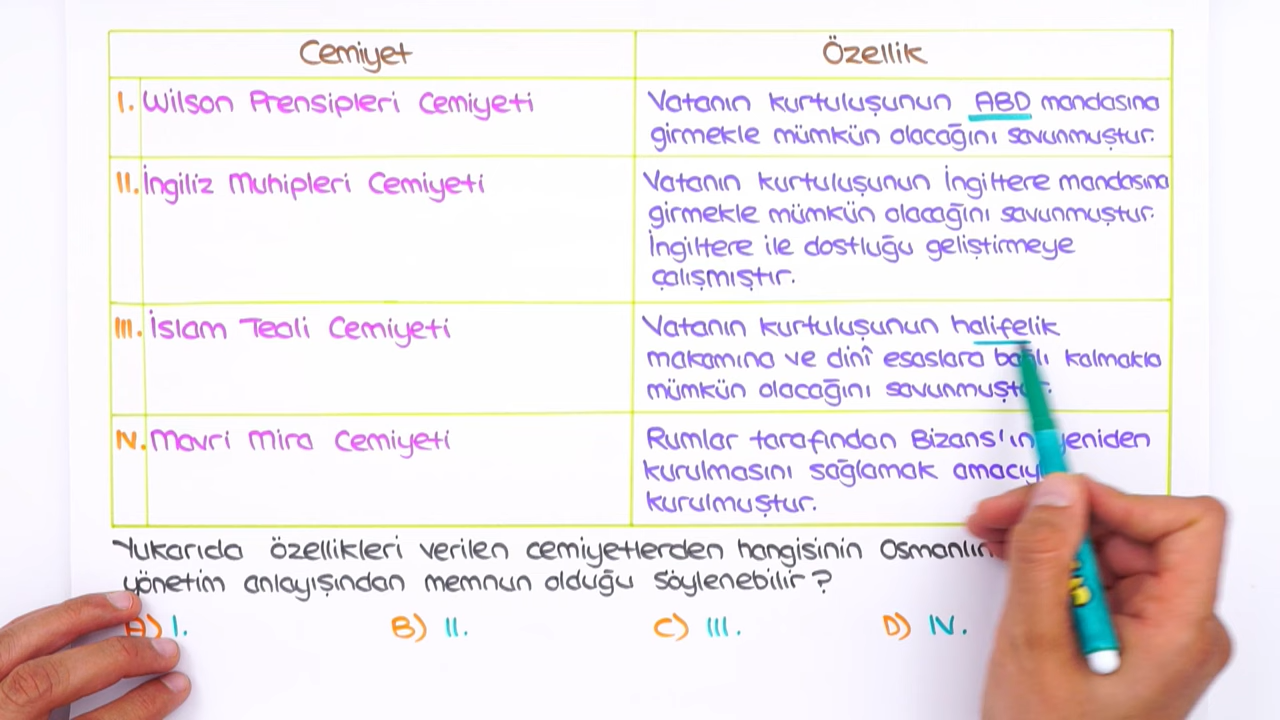 Cemiyet
Özellik
I. Wilson Prensipleri Cemiyeti
Vatanın kurtuluşunun ABD mandasına
girmekle mümkün olacağını savunmuştur.
II. İngiliz Muhipleri Cemiyeti
Vatanın kurtuluşunun İngiltere mandasına
girmekle mümkün olacağını savunmuştur.
İngiltere ile dostluğu geliştirmeye
çalışmıştır.
III. İslam Teali Cemiyeti
Vatanın kurtuluşunun halifelik
makamına ve dinî esaslara bağlı kalmakla
mümkün olacağını savunmuştur.
IV. Mavri Mira Cemiyeti
Rumlar tarafından Bizans'ın yeniden
kurulmasını sağlamak
kurulmuştur.
Yukarıda özellikleri verilen cemiyetlerden hangisinin
yönetim anlayışından memnun olduğu söylenebilir?
A) I.
B) II.
C) III.
D) IV.